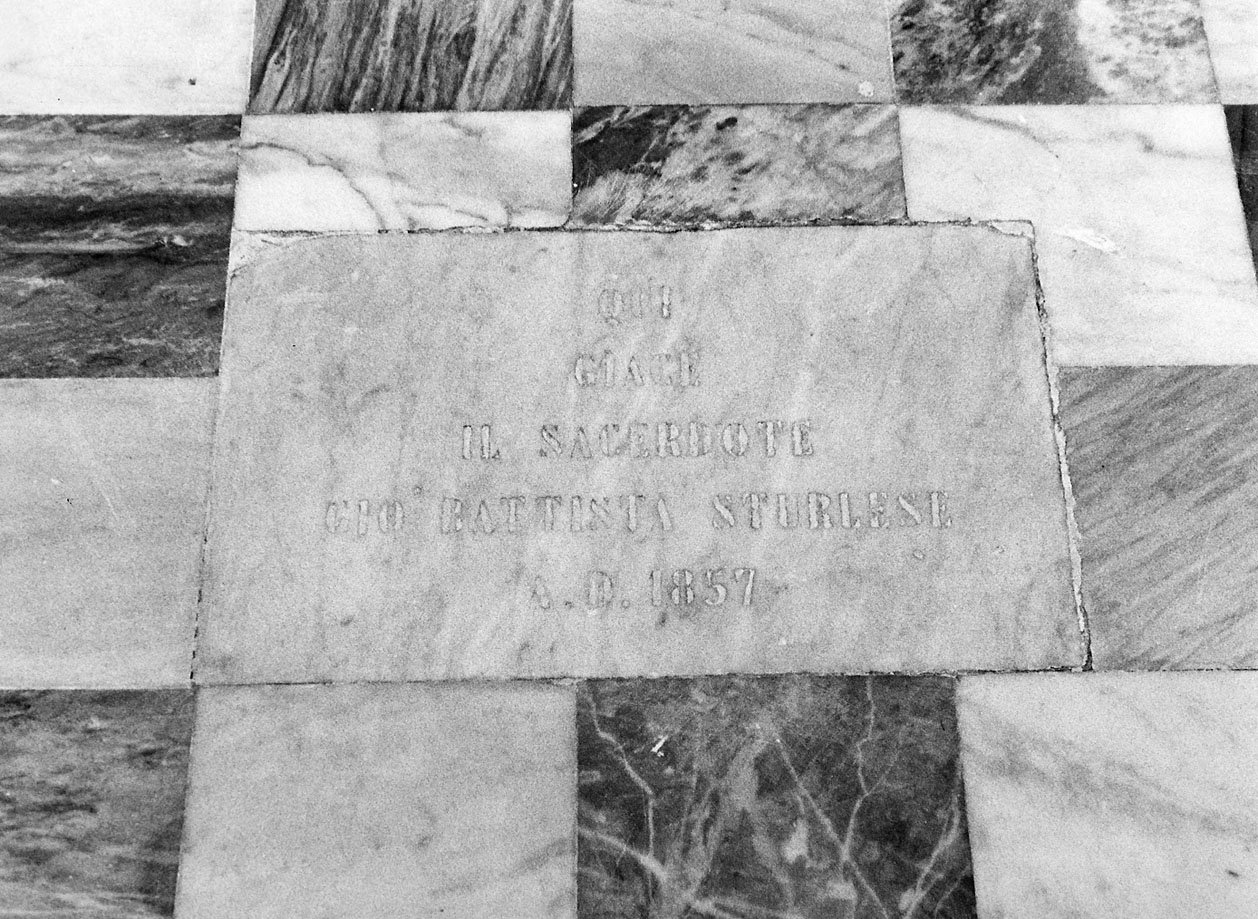 QUI
GIACE
IL SACERDOTE
GIO BATTISTA STURLESE
A.D. 1857